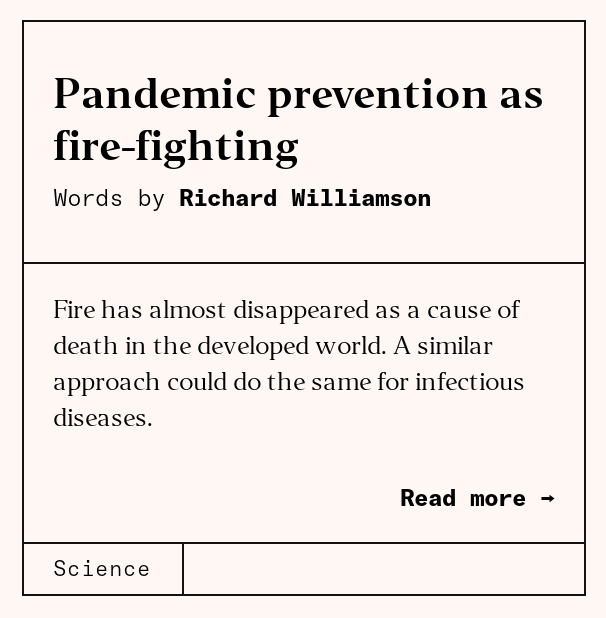 Pandemic prevention as
fire-fighting
Words by Richard Williamson
Fire has almost disappeared as a cause of
death in the developed world. A similar
approach could do the same for infectious
diseases.
Read more →
Science